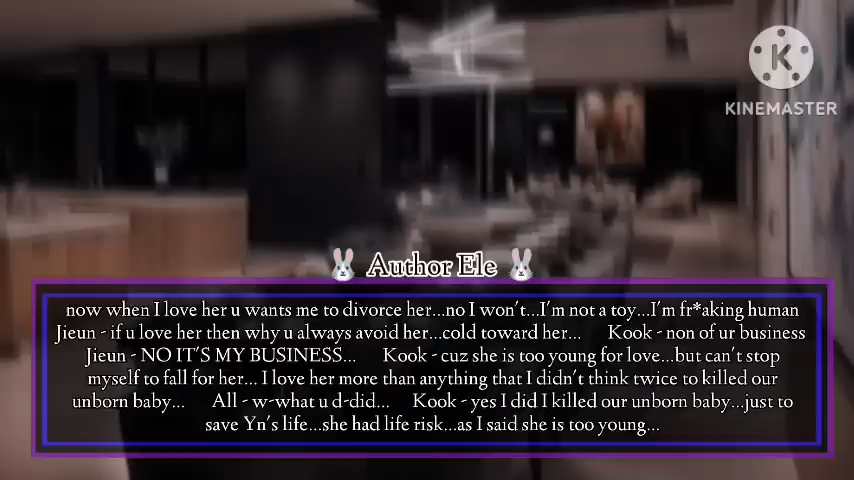 KINEMASTER
🐰 Author Ele 🐰
now when I love her u wants me to divorce her...no I won't...I'm not a toy...I'm fr*aking human
Jieun - if u love her then why u always avoid her...cold toward her... Kook - non of ur business
Jieun - NO IT'S MY BUSINESS... Kook - cuz she is too young for love...but can't stop
myself to fall for her... I love her more than anything that I didn't think twice to killed our
unborn baby... All - w-what u d-did... Kook - yes I did I killed our unborn baby...just to
save Yn's life...she had life risk...as I said she is too young...